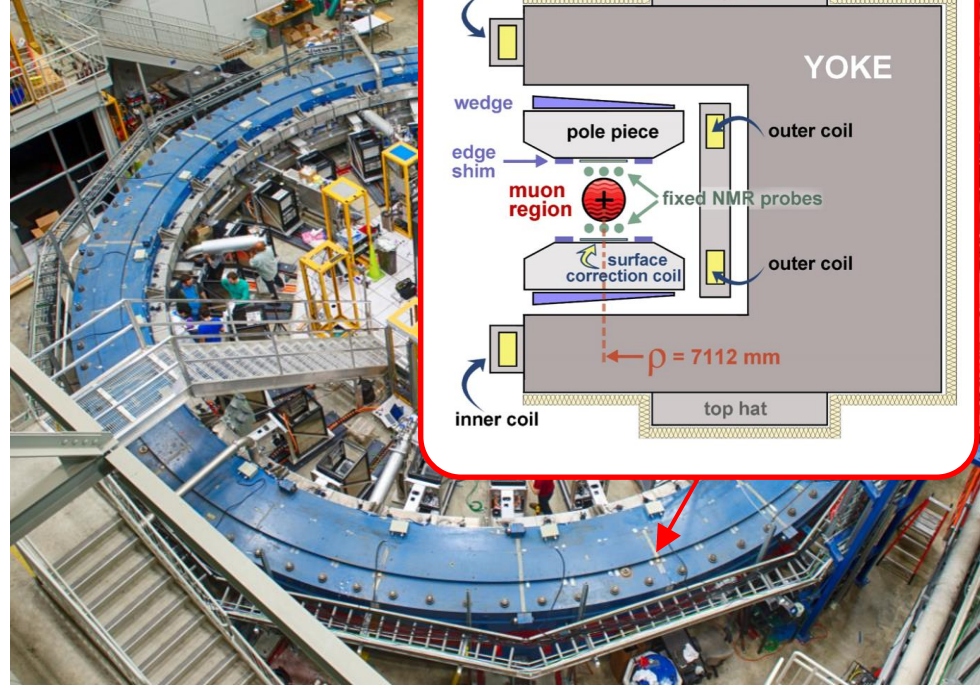 YOKE
wedge
pole piece
outer coil
edge
shim
muon
region
fixed NMR probes
surface
correction coil
outer coil
ρ = 7112 mm
inner coil
top hat